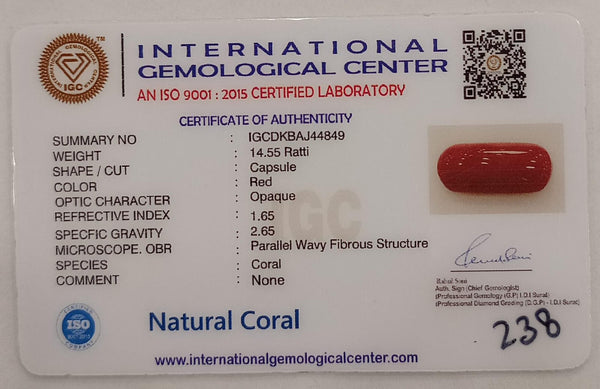 INTERNATIONAL
GEMOLOGICAL CENTER
AN ISO 9001 : 2015 CERTIFIED LABORATORY
IGC
TM
CERTIFICATE OF AUTHENTICITY
SUMMARY NO : IGCDKBAJ44849
WEIGHT : 14.55 Ratti
SHAPE / CUT : Capsule
COLOR : Red
OPTIC CHARACTER : Opaque
REFRECTIVE INDEX : 1.65
SPECFIC GRAVITY : 2.65
MICROSCOPE. OBR : Parallel Wavy Fibrous Structure
SPECIES : Coral
COMMENT : None
IGC
Rahul Soni
Auth. Sign (Chief Gemologist)
(Professional Gemology (G.P) I.D.I Surat)
(Professional Diamond Grading (D.G.P) - I.D.I Surat)
ISO
Natural Coral
238
www.internationalgemologicalcenter.com